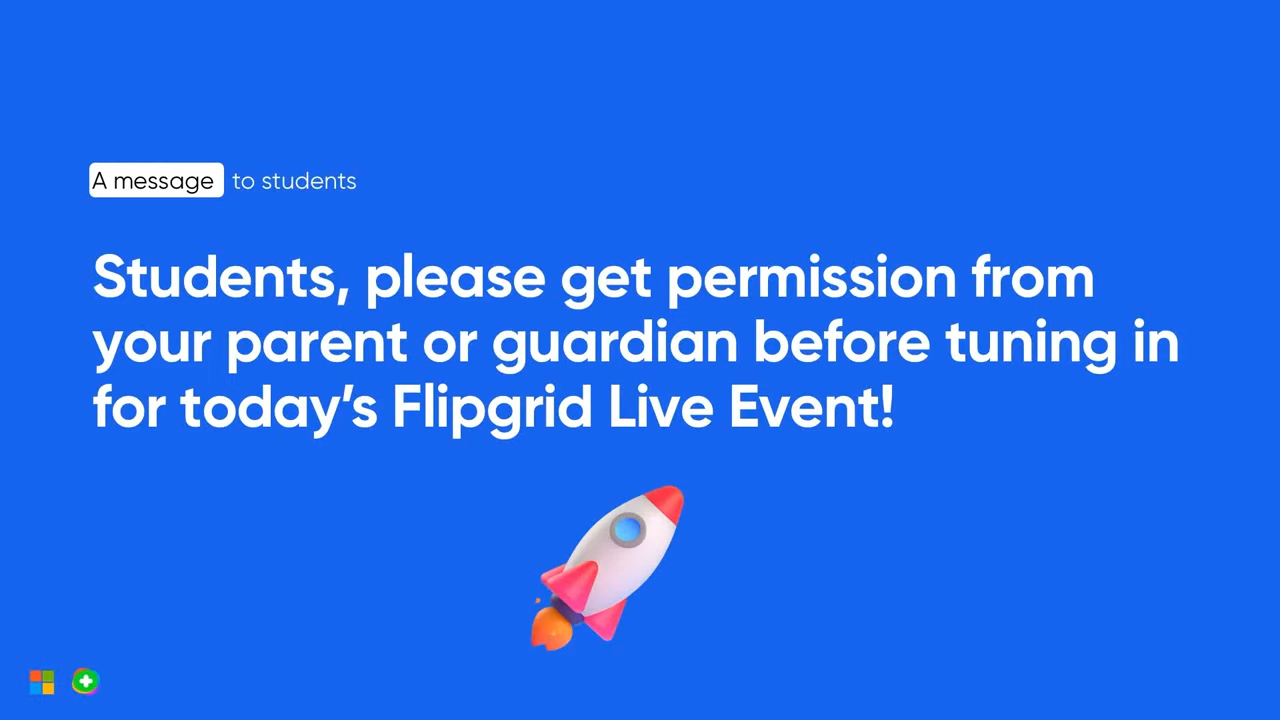 A message to students
Students, please get permission from
your parent or guardian before tuning in
for today’s Flipgrid Live Event!